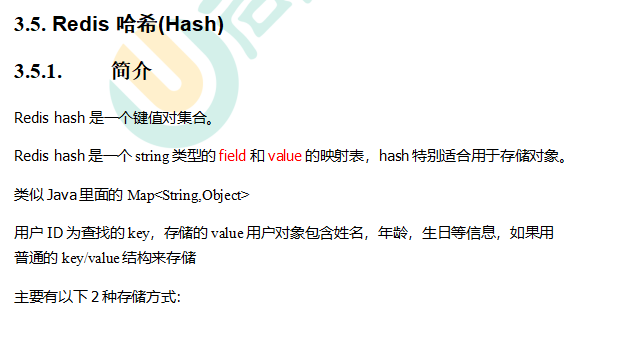 3.5. Redis 哈希(Hash)
3.5.1. 简介
Redis hash 是一个键值对集合。
Redis hash 是一个 string 类型的 field 和 value 的映射表，hash 特别适合用于存储对象。
类似 Java 里面的 Map<String,Object>
用户 ID 为查找的 key，存储的 value 用户对象包含姓名，年龄，生日等信息，如果用
普通的 key/value 结构来存储
主要有以下 2 种存储方式：